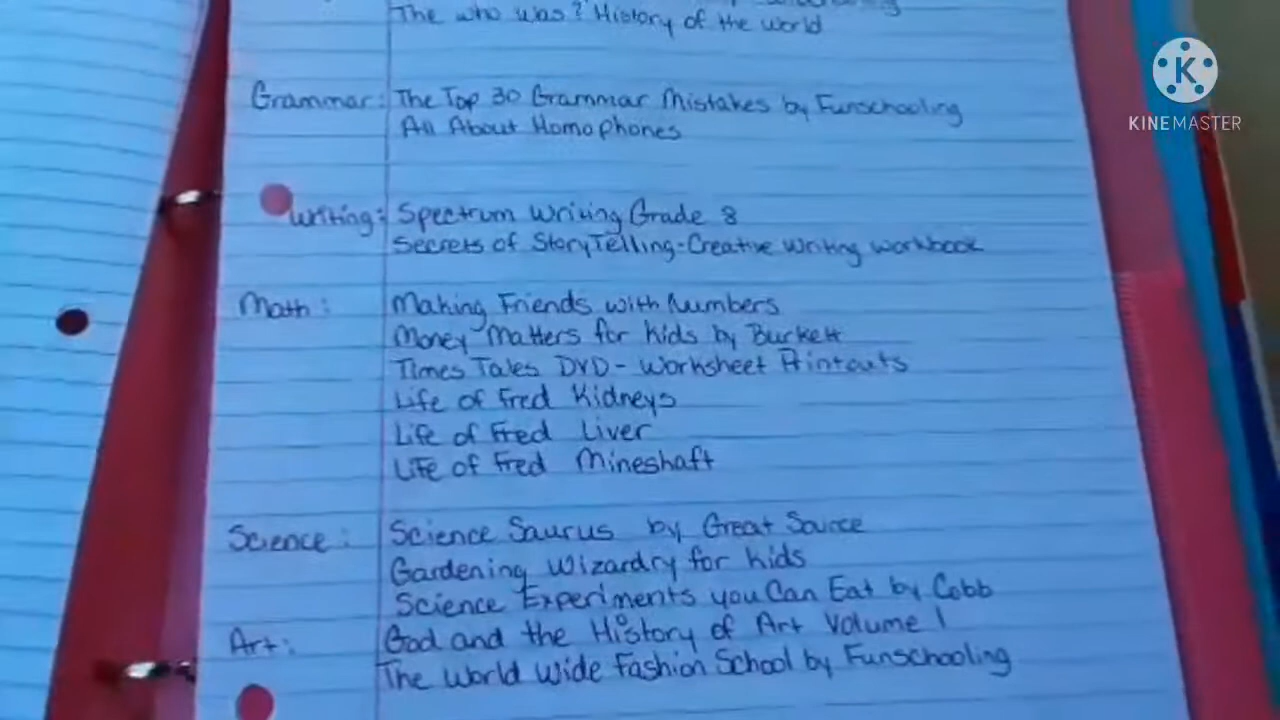 The who was? History of the World
Grammar: The Top 30 Grammar Mistakes by Funschooling
All About Homophones
Writing: Spectrum Writing Grade 8
Secrets of StoryTelling-Creative Writing workbook
Math: Making Friends with Numbers
Money Matters for kids by Burkett
Times Tales DVD - Worksheet Printouts
Life of Fred Kidneys
Life of Fred Liver
Life of Fred Mineshaft
Science: Science Saurus by Great Source
Gardening Wizardry for kids
Science Experiments you Can Eat by Cobb
Art: God and the History of Art Volume 1
The World Wide Fashion School by Funschooling
K
KINEMASTER